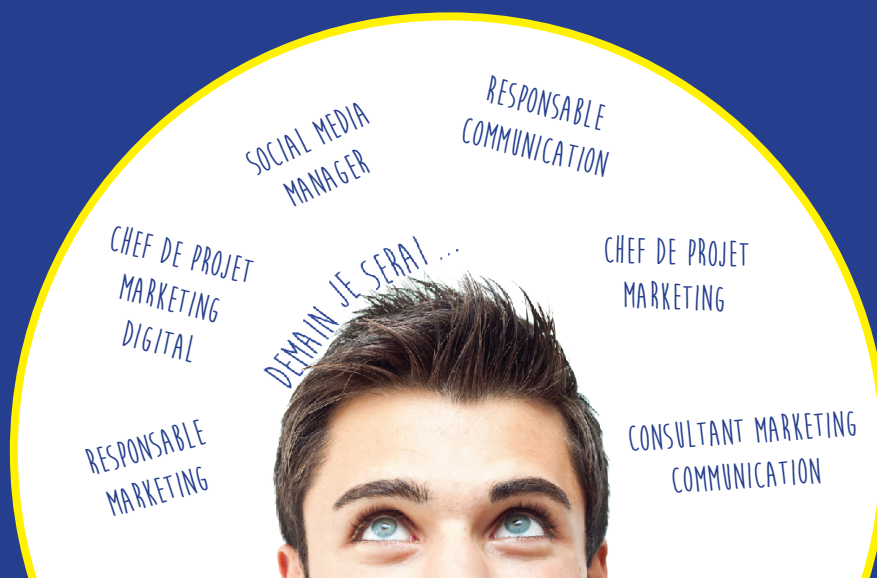 RESPONSABLE
COMMUNICATION
SOCIAL MEDIA
MANAGER
CHEF DE PROJET
MARKETING
DIGITAL
DEMAIN JE SERAI ...
CHEF DE PROJET
MARKETING
RESPONSABLE
MARKETING
CONSULTANT MARKETING
COMMUNICATION